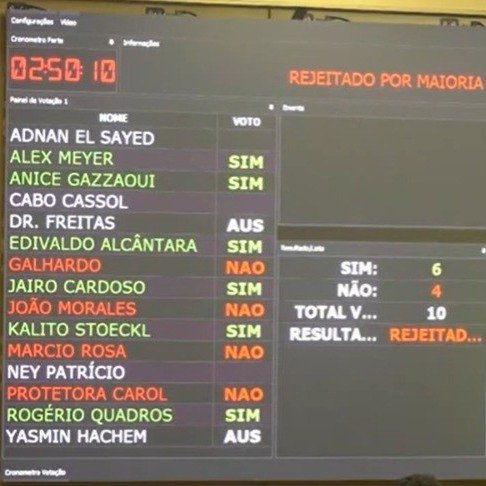 Configurações Vídeo
Cronometro Parte
Informações
02:50:10
REJEITADO POR MAIORIA
Painel de Votação 1
Ementa
NOME VOTO
ADNAN EL SAYED
ALEX MEYER SIM
ANICE GAZZAOUI SIM
CABO CASSOL
DR. FREITAS AUS
EDIVALDO ALCÂNTARA SIM
GALHARDO NAO
JAIRO CARDOSO SIM
JOÃO MORALES NAO
KALITO STOECKL SIM
MARCIO ROSA NAO
NEY PATRÍCIO
PROTETORA CAROL NAO
ROGÉRIO QUADROS SIM
YASMIN HACHEM AUS
SIM: 6
NÃO: 4
TOTAL V... 10
RESULTA... REJEITAD...
Cronometro Votação